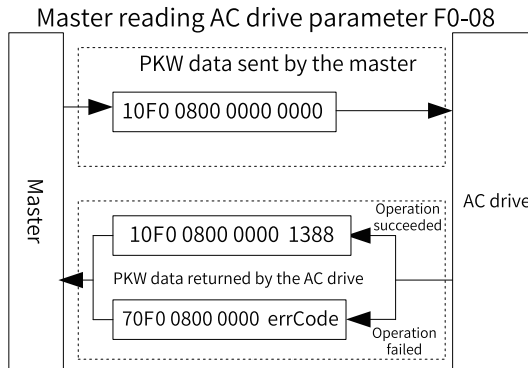 Master reading AC drive parameter F0-08
PKW data sent by the master
10F0 0800 0000 0000
Master
AC drive
Operation
succeeded
10F0 0800 0000 1388
PKW data returned by the AC drive
70F0 0800 0000 errCode
Operation
failed